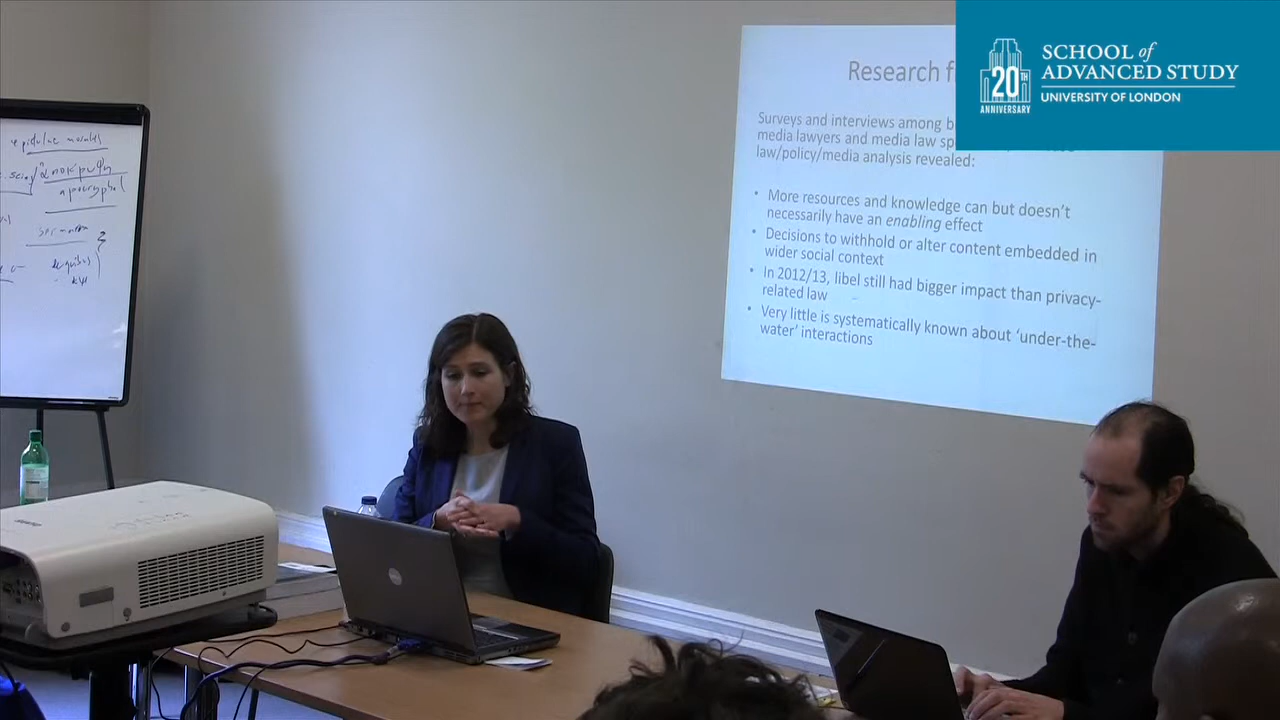 SCHOOL of
ADVANCED STUDY
UNIVERSITY OF LONDON
20TH
ANNIVERSARY
Research f
Surveys and interviews among b
media lawyers and media law sp
law/policy/media analysis revealed:
• More resources and knowledge can but doesn't
necessarily have an enabling effect
• Decisions to withhold or alter content embedded in
wider social context
• In 2012/13, libel still had bigger impact than privacy-
related law
• Very little is systematically known about 'under-the-
water' interactions
apocryphal